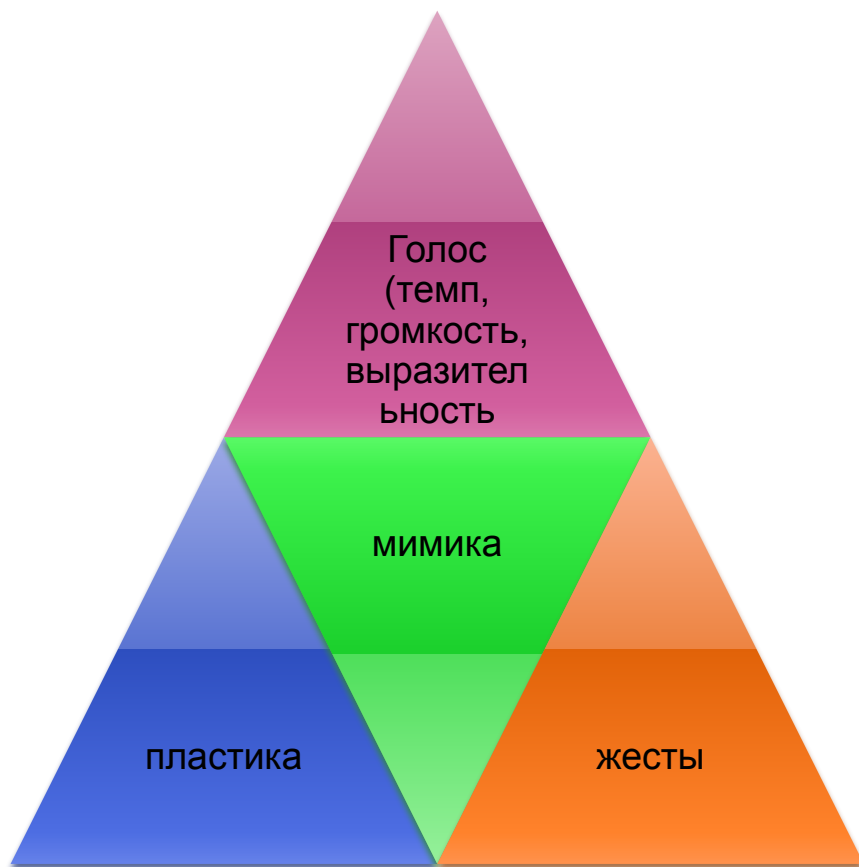 Голос
(темп,
громкость,
выразител
ьность
мимика
пластика
жесты